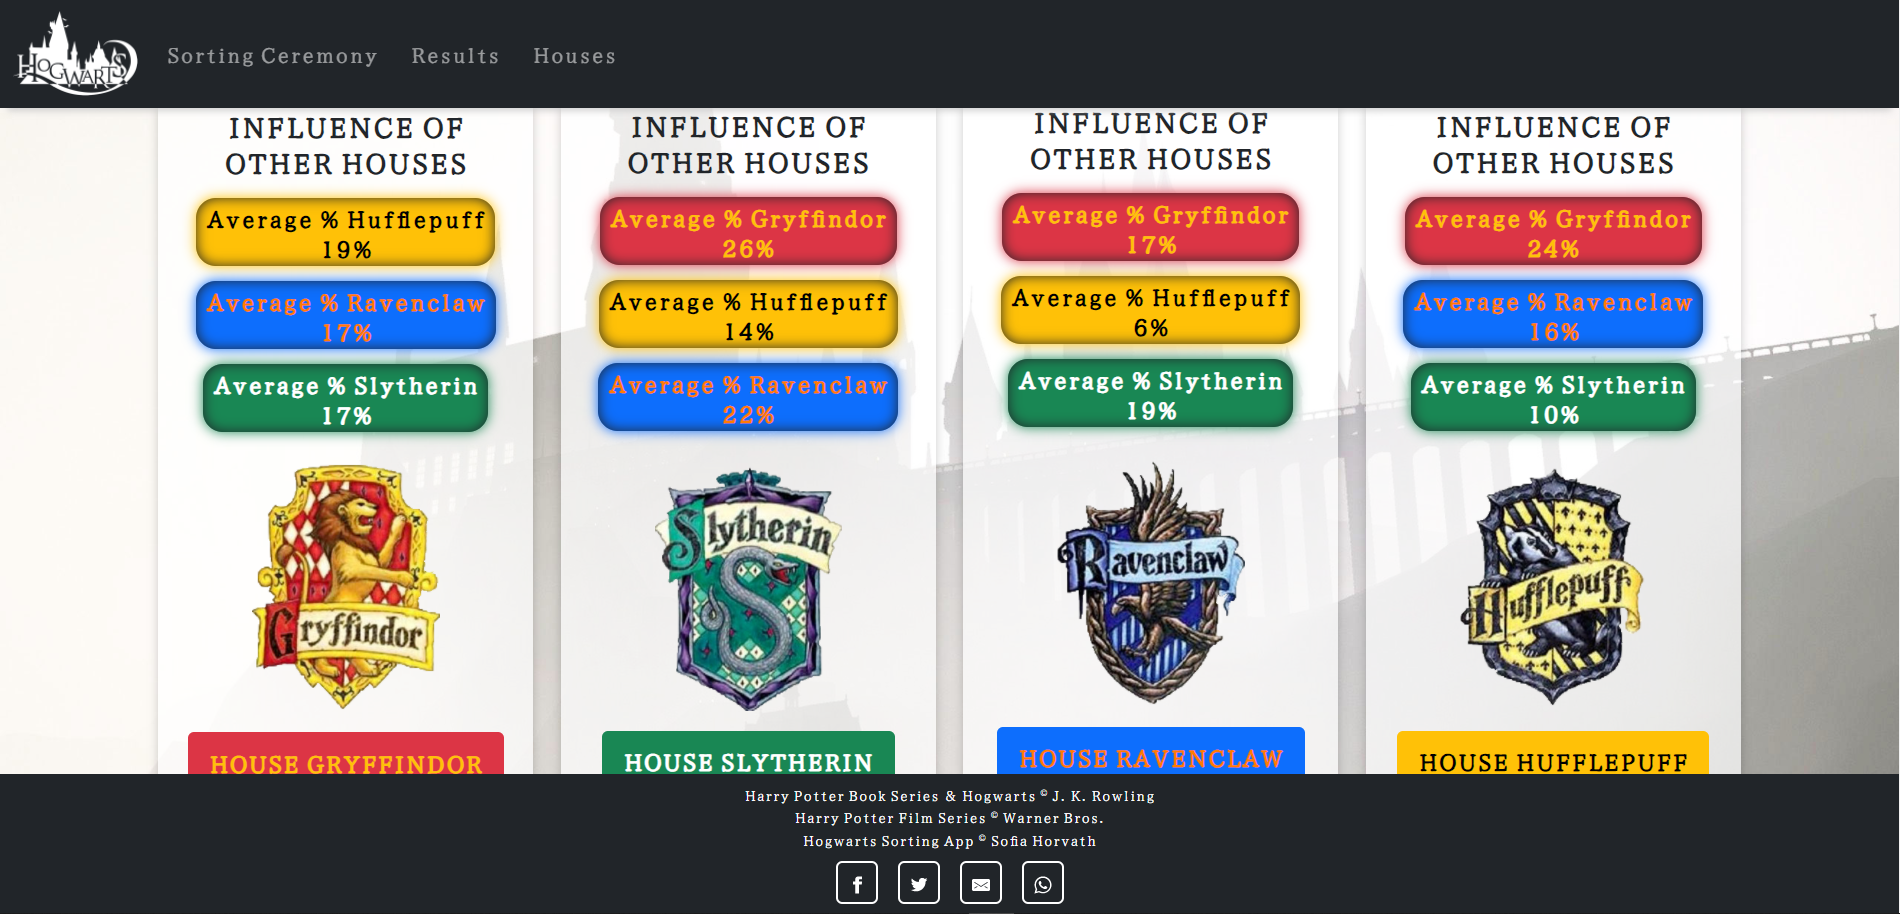 HOGWARTS
Sorting Ceremony
Results
Houses
INFLUENCE OF
OTHER HOUSES
Average % Hufflepuff
19%
Average % Ravenclaw
17%
Average % Slytherin
17%
Gryffindor
HOUSE GRYFFINDOR
INFLUENCE OF
OTHER HOUSES
Average % Gryffindor
26%
Average % Hufflepuff
14%
Average % Ravenclaw
22%
Slytherin
HOUSE SLYTHERIN
INFLUENCE OF
OTHER HOUSES
Average % Gryffindor
17%
Average % Hufflepuff
6%
Average % Slytherin
19%
Ravenclaw
HOUSE RAVENCLAW
INFLUENCE OF
OTHER HOUSES
Average % Gryffindor
24%
Average % Ravenclaw
16%
Average % Slytherin
10%
Hufflepuff
HOUSE HUFFLEPUFF
Harry Potter Book Series & Hogwarts © J. K. Rowling
Harry Potter Film Series © Warner Bros.
Hogwarts Sorting App © Sofia Horvath